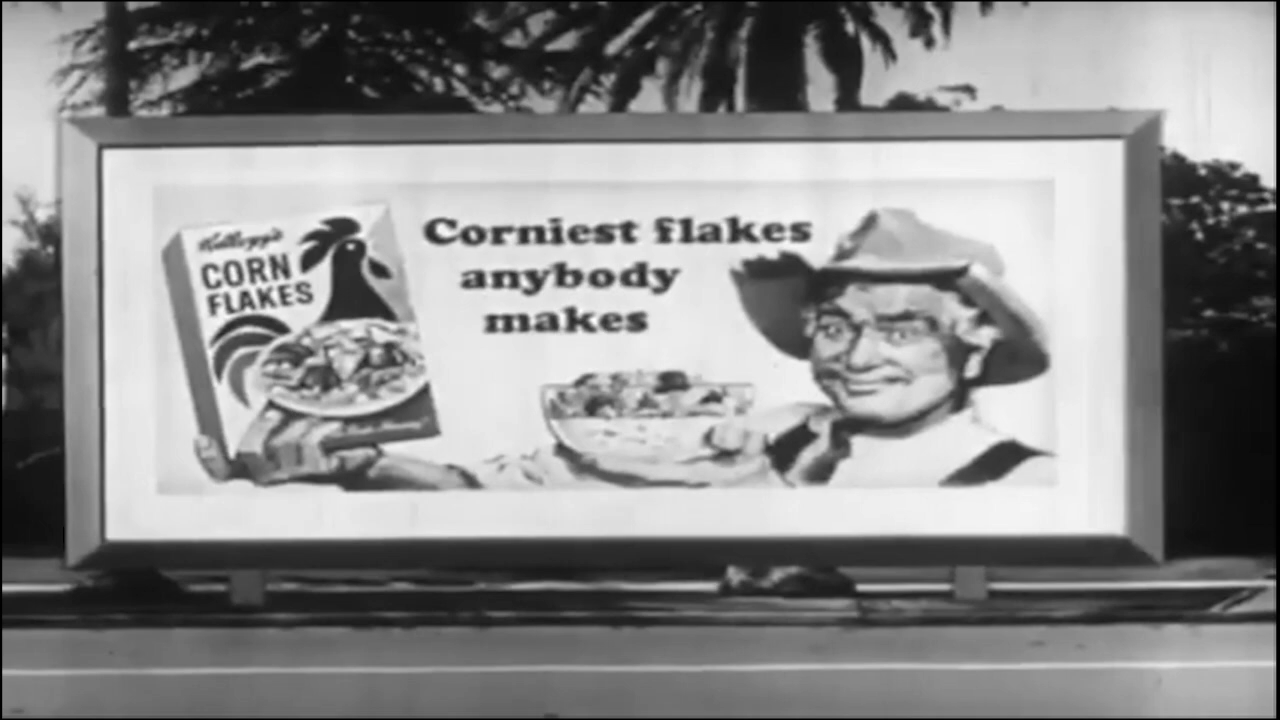 Kellogg's
CORN
FLAKES
Corniest flakes
anybody
makes